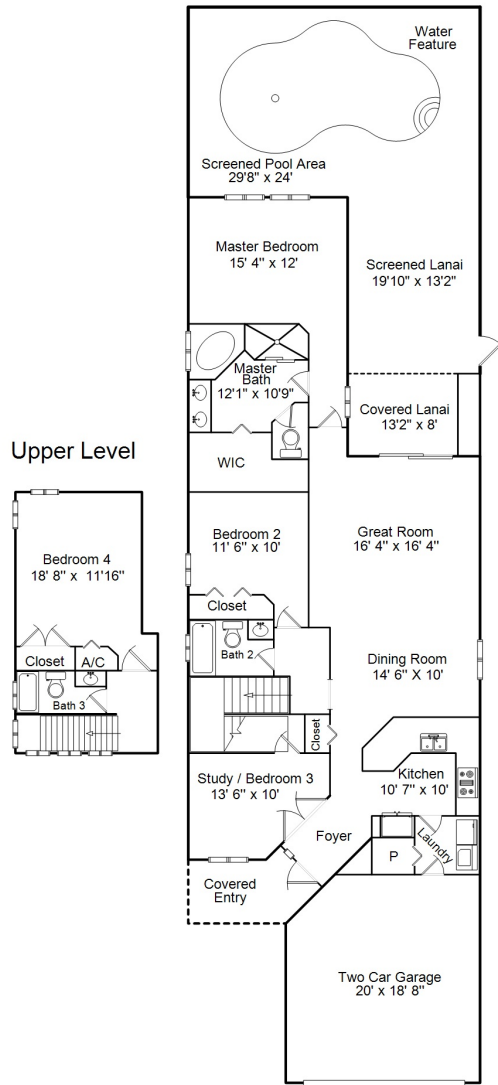 Water
Feature
Screened Pool Area
29'8" x 24'
Master Bedroom
15' 4" x 12'
Screened Lanai
19'10" x 13'2"
Master
Bath
12'1" x 10'9"
Covered Lanai
13'2" x 8'
WIC
Upper Level
Bedroom 4
18' 8" x 11'16"
Closet
A/C
Bath 3
Bedroom 2
11' 6" x 10'
Great Room
16' 4" x 16' 4"
Closet
Bath 2
Dining Room
14' 6" X 10'
Closet
Study / Bedroom 3
13' 6" x 10'
Kitchen
10' 7" x 10'
Foyer
P
Laundry
Covered
Entry
Two Car Garage
20' x 18' 8"